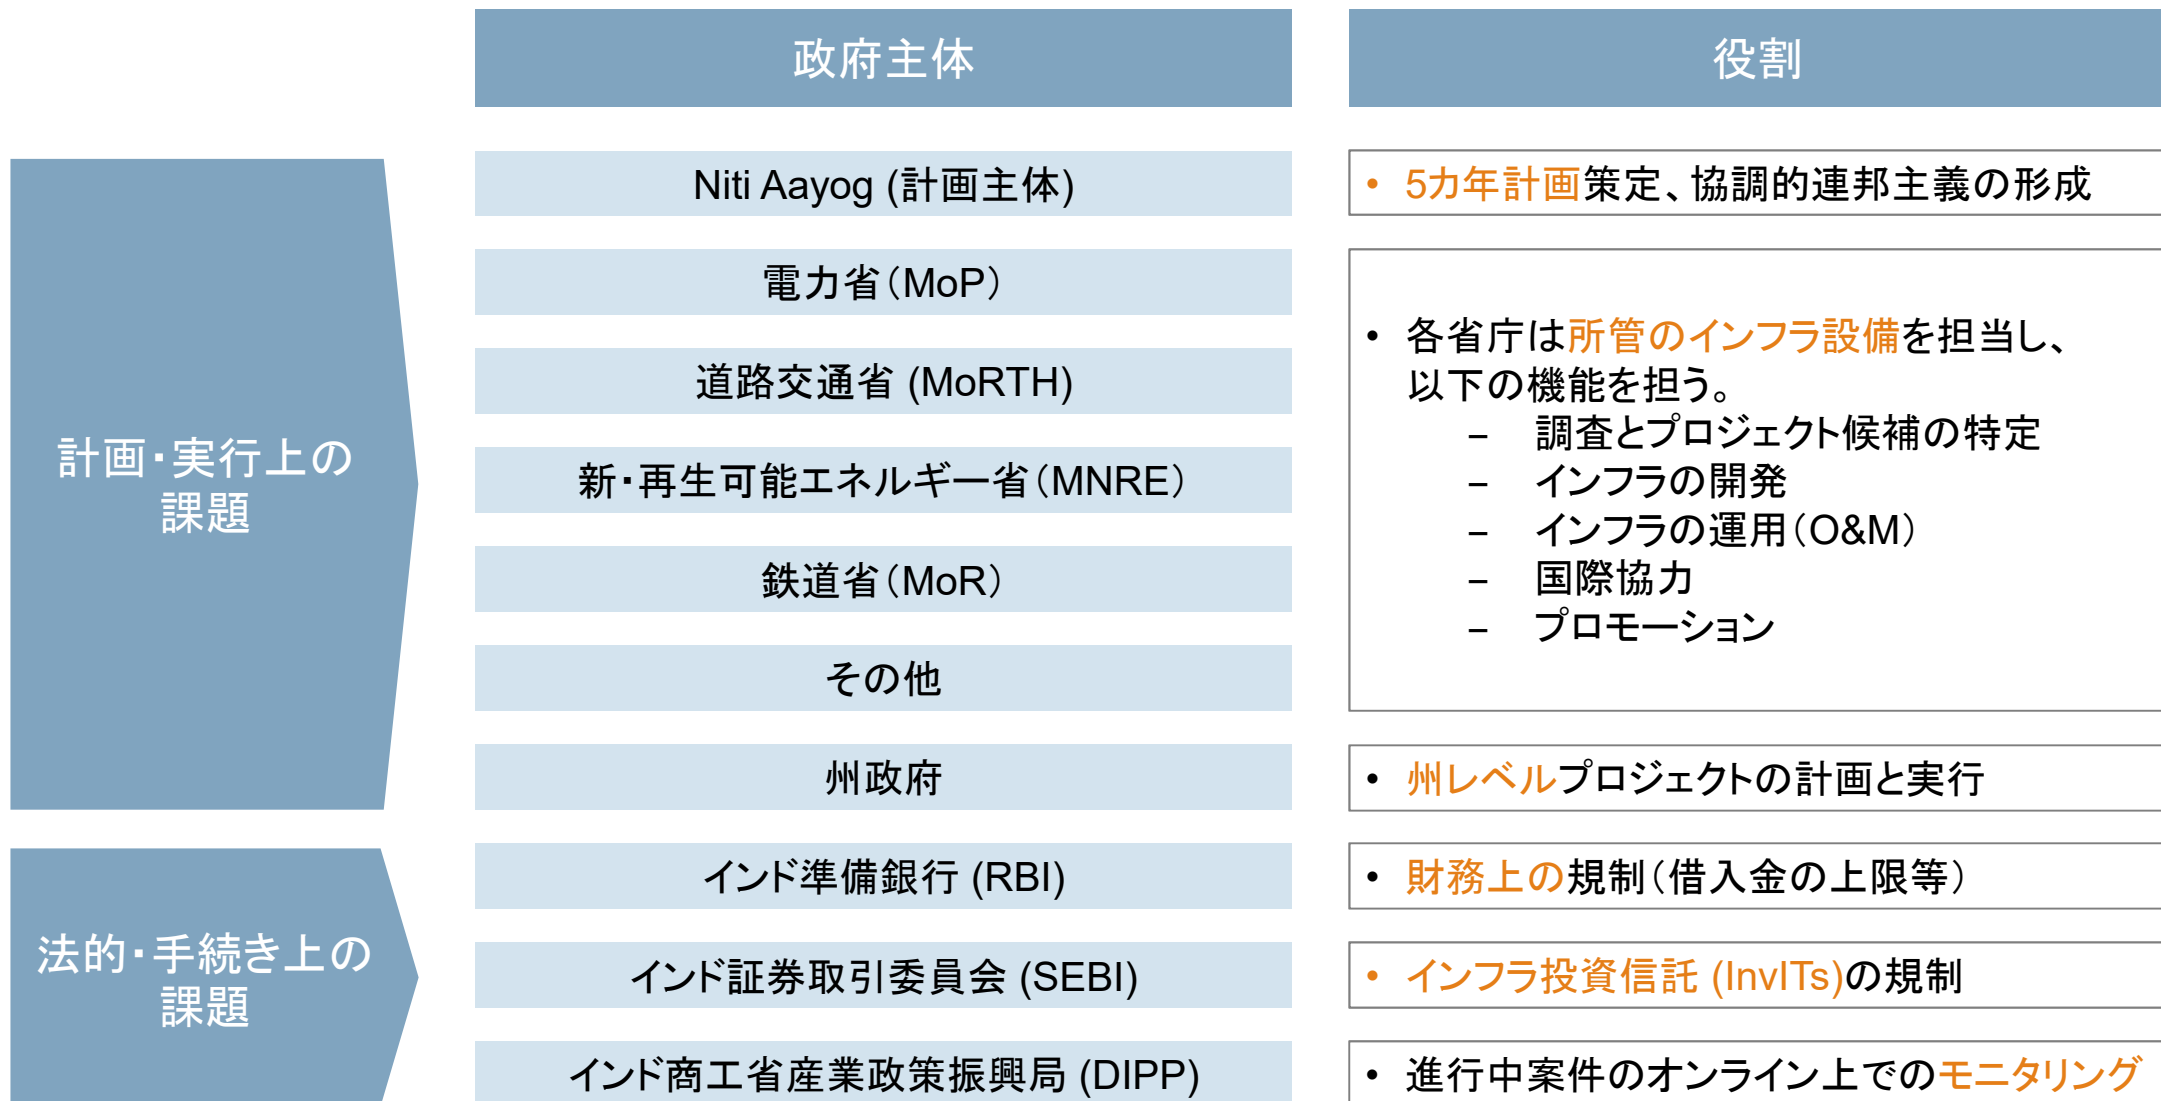 政府主体
役割
計画・実行上の
課題
Niti Aayog (計画主体)
• 5カ年計画策定、協調的連邦主義の形成
電力省（MoP）
道路交通省 (MoRTH)
新・再生可能エネルギー省（MNRE）
鉄道省（MoR）
その他
• 各省庁は所管のインフラ設備を担当し、
以下の機能を担う。
– 調査とプロジェクト候補の特定
– インフラの開発
– インフラの運用（O&M）
– 国際協力
– プロモーション
州政府
• 州レベルプロジェクトの計画と実行
法的・手続き上の
課題
インド準備銀行 (RBI)
• 財務上の規制（借入金の上限等）
インド証券取引委員会 (SEBI)
• インフラ投資信託 (InvITs)の規制
インド商工省産業政策振興局 (DIPP)
• 進行中案件のオンライン上でのモニタリング